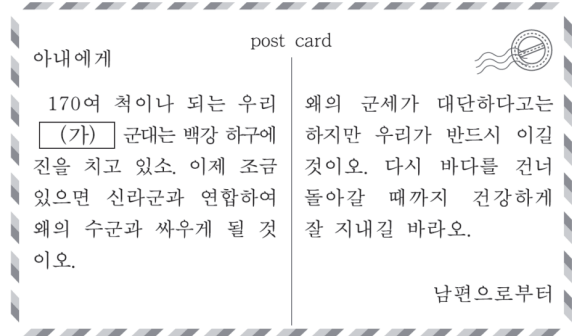 post card
아내에게
170여 척이나 되는 우리
(가) 군대는 백강 하구에
진을 치고 있소. 이제 조금
있으면 신라군과 연합하여
왜의 수군과 싸우게 될 것
이오.
왜의 군세가 대단하다고는
하지만 우리가 반드시 이길
것이오. 다시 바다를 건너
돌아갈 때까지 건강하게
잘 지내길 바라오.
남편으로부터